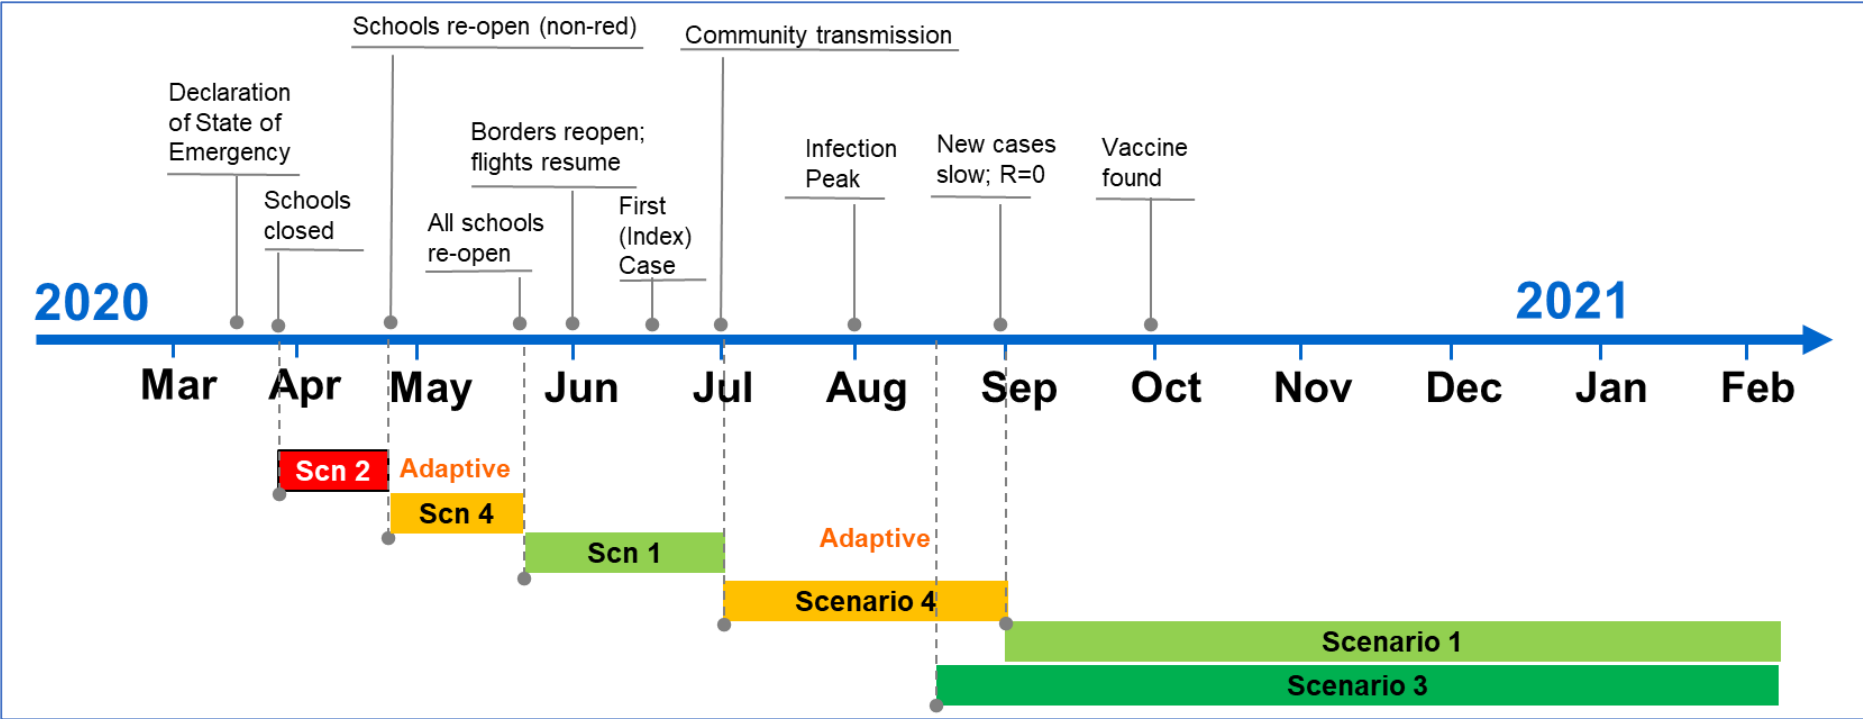 Schools re-open (non-red)
Community transmission
Declaration
of State of
Emergency
Schools
closed
Borders reopen;
flights resume
All schools
re-open
First
(Index)
Case
Infection
Peak
New cases
slow; R=0
Vaccine
found
2020
2021
Mar Apr May Jun Jul Aug Sep Oct Nov Dec Jan Feb
Scn 2
Adaptive
Scn 4
Scn 1
Adaptive
Scenario 4
Scenario 1
Scenario 3